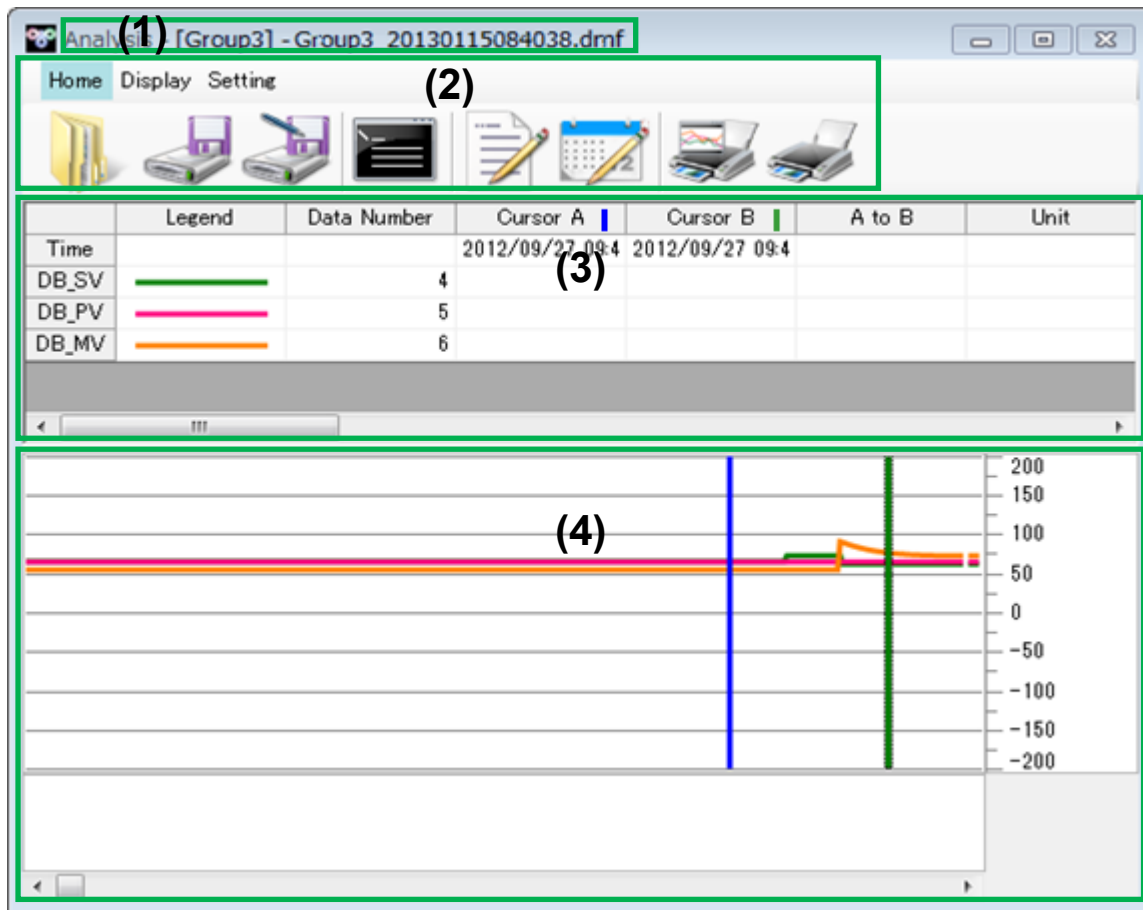 (1)
Analysis - [Group3] - Group3_20130115084038.dmf
Home Display Setting
(2)
Legend Data Number Cursor A Cursor B A to B Unit
Time 2012/09/27 09:4 2012/09/27 09:4
(3)
DB_SV 4
DB_PV 5
DB_MV 6
(4)
200
150
100
50
0
-50
-100
-150
-200